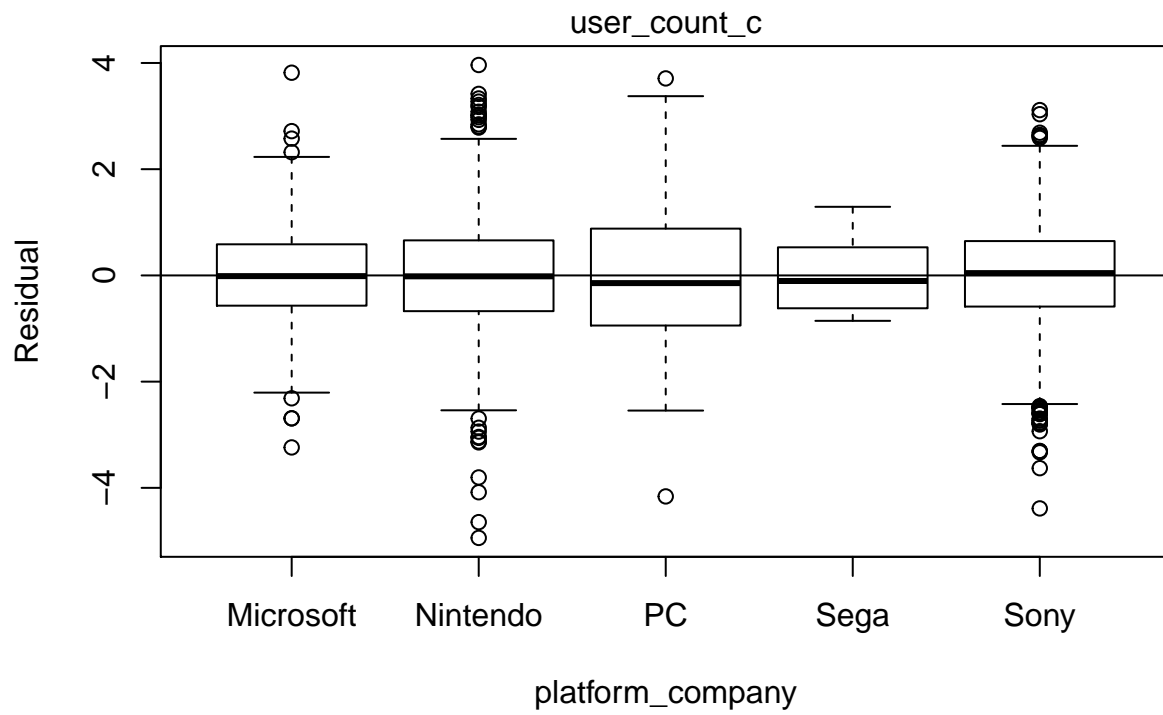 user_count_c
4
2
0
−2
−4
Residual
Microsoft Nintendo PC Sega Sony
platform_company